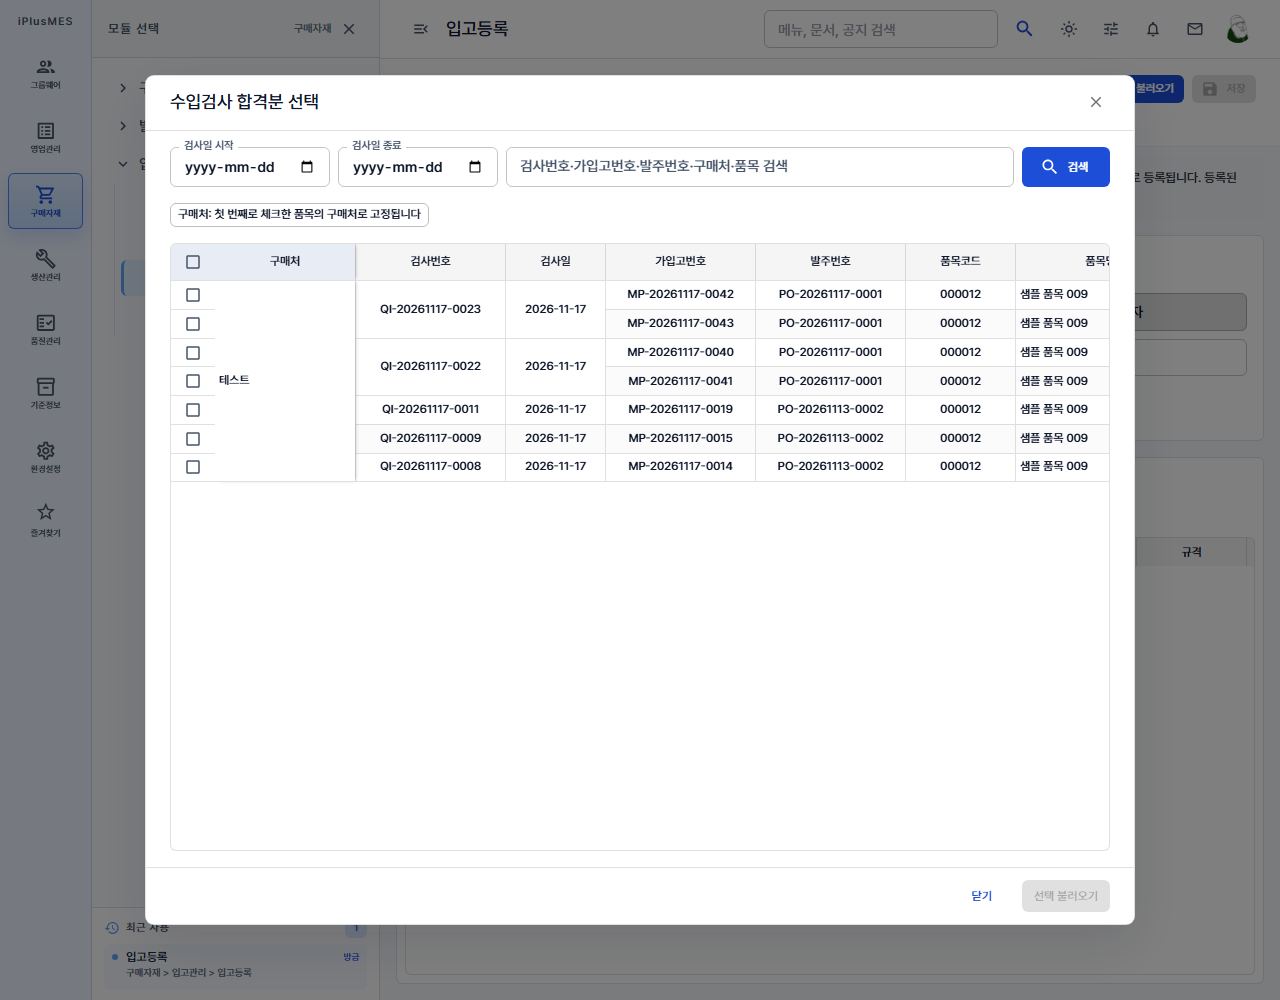 iPlusMES
모듈 선택
구매자재
입고등록
메뉴, 문서, 공지 검색
그룹웨어
영업관리
구매자재
생산관리
품질관리
기준정보
환경설정
즐겨찾기
불러오기
저장
로 등록됩니다. 등록된
자
규격
수입검사 합격분 선택
검사일 시작
yyyy-mm-dd
검사일 종료
yyyy-mm-dd
검사번호·가입고번호·발주번호·구매처·품목 검색
검색
구매처: 첫 번째로 체크한 품목의 구매처로 고정됩니다
구매처 검사번호 검사일 가입고번호 발주번호 품목코드 품목명
테스트
QI-20261117-0023 2026-11-17 MP-20261117-0042 PO-20261117-0001 000012 샘플 품목 009
MP-20261117-0043 PO-20261117-0001 000012 샘플 품목 009
QI-20261117-0022 2026-11-17 MP-20261117-0040 PO-20261117-0001 000012 샘플 품목 009
MP-20261117-0041 PO-20261117-0001 000012 샘플 품목 009
QI-20261117-0011 2026-11-17 MP-20261117-0019 PO-20261113-0002 000012 샘플 품목 009
QI-20261117-0009 2026-11-17 MP-20261117-0015 PO-20261113-0002 000012 샘플 품목 009
QI-20261117-0008 2026-11-17 MP-20261117-0014 PO-20261113-0002 000012 샘플 품목 009
닫기
선택 불러오기
최근 사용
1
입고등록
방금
구매자재 > 입고관리 > 입고등록